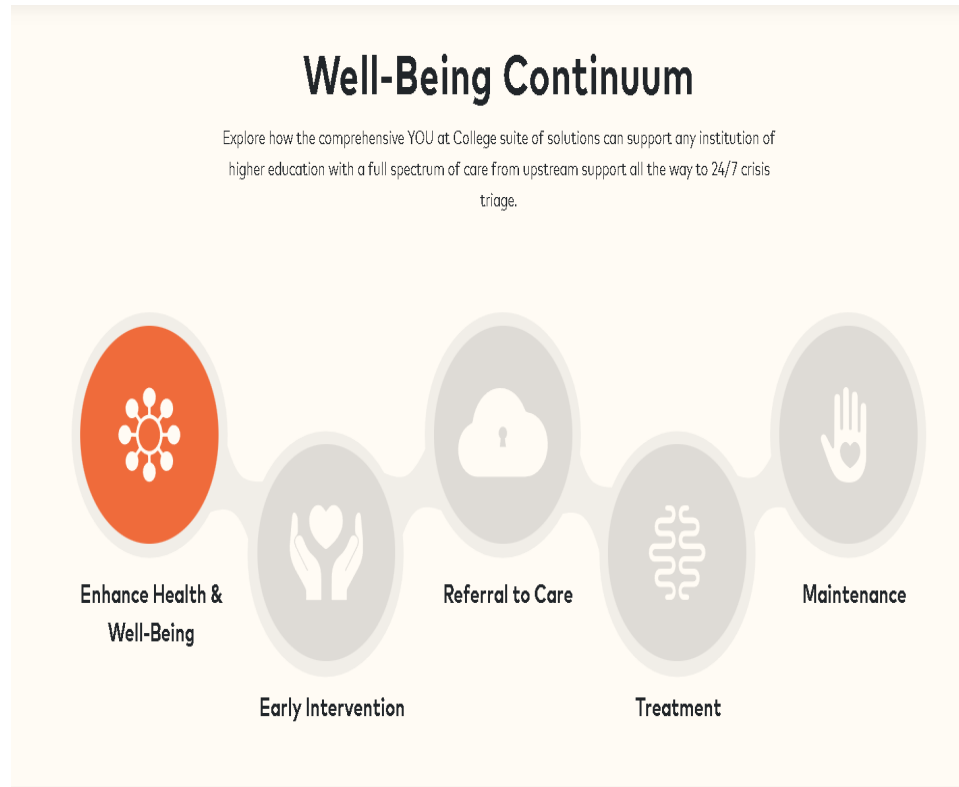 Well-Being Continuum
Explore how the comprehensive YOU at College suite of solutions can support any institution of
higher education with a full spectrum of care from upstream support all the way to 24/7 crisis
triage.
Enhance Health &
Well-Being
Early Intervention
Referral to Care
Treatment
Maintenance